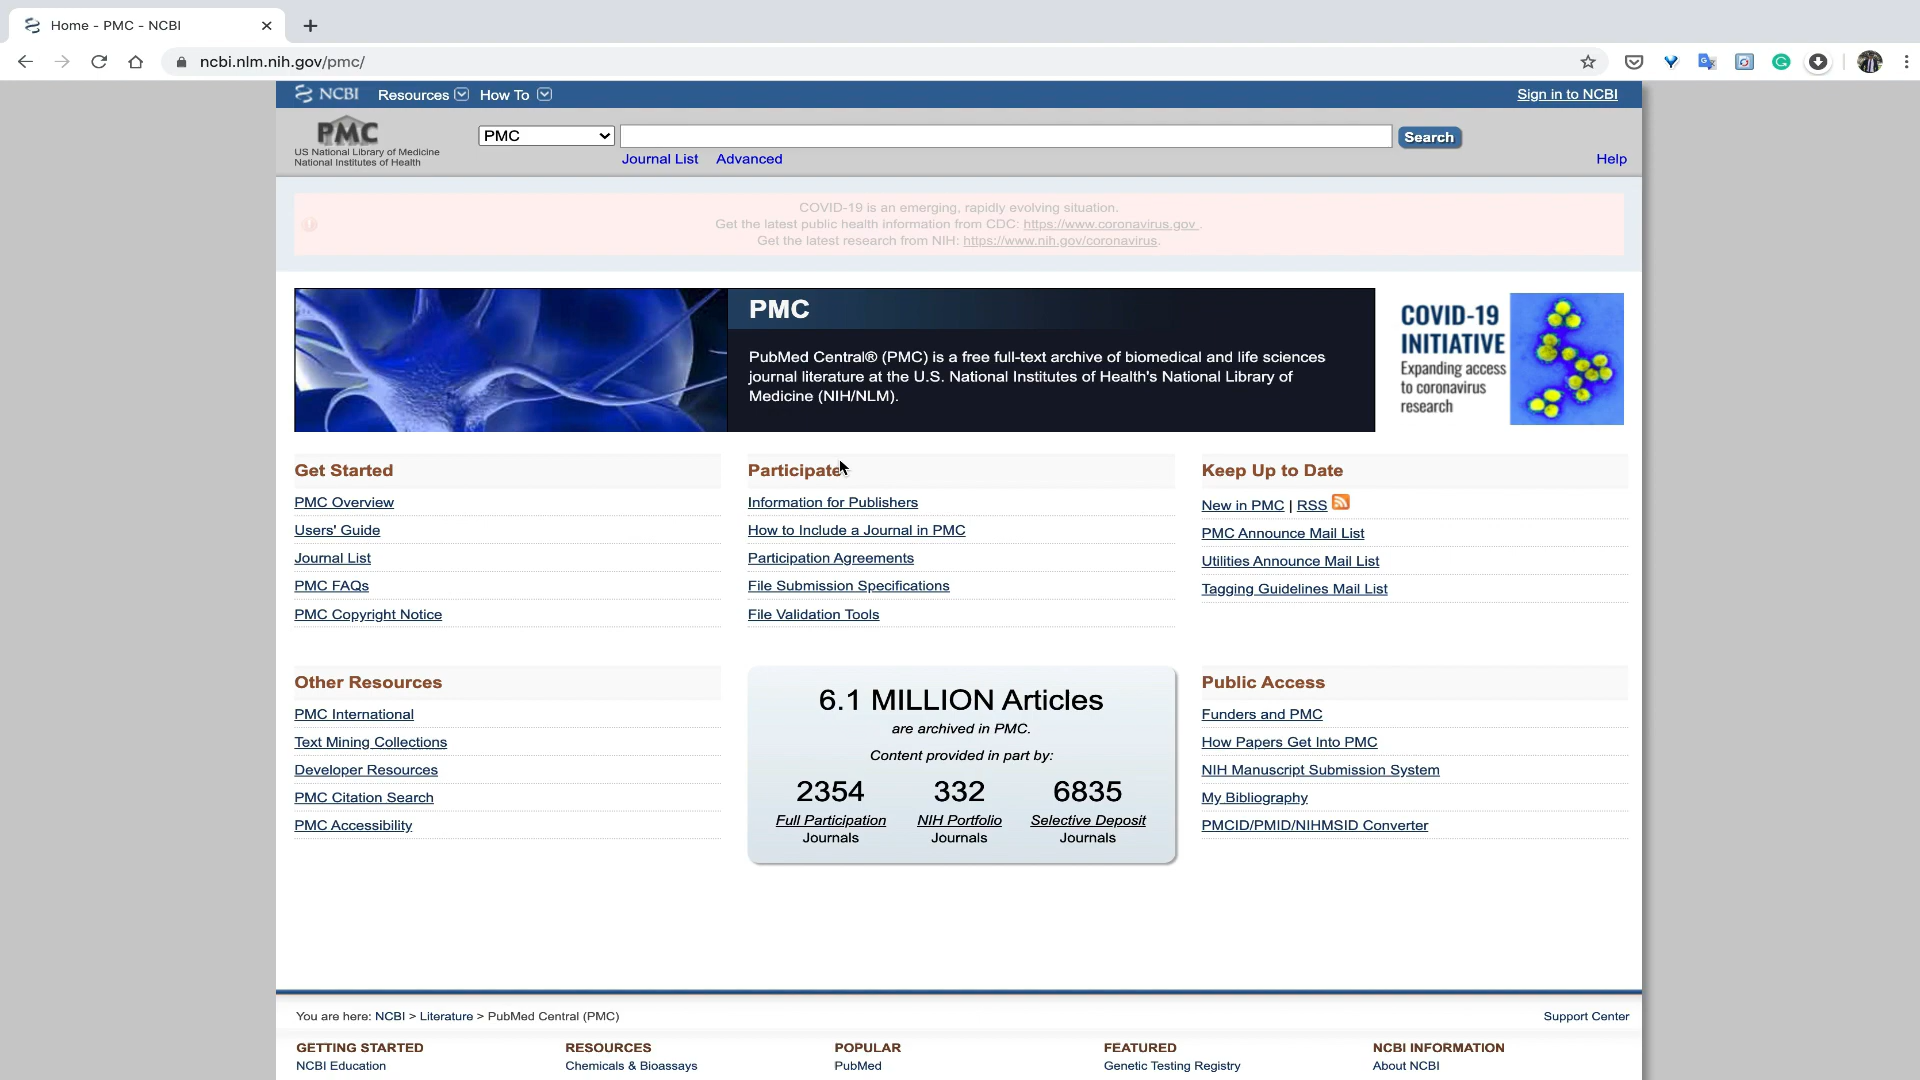 Home - PMC - NCBI
ncbi.nlm.nih.gov/pmc/
NCBI Resources How To Sign in to NCBI
PMC
US National Library of Medicine
National Institutes of Health
PMC Search
Journal List Advanced Help
COVID-19 is an emerging, rapidly evolving situation.
Get the latest public health information from CDC: https://www.coronavirus.gov .
Get the latest research from NIH: https://www.nih.gov/coronavirus.
PMC
PubMed Central® (PMC) is a free full-text archive of biomedical and life sciences
journal literature at the U.S. National Institutes of Health's National Library of
Medicine (NIH/NLM).
COVID-19
INITIATIVE
Expanding access
to coronavirus
research
Get Started
PMC Overview
Users' Guide
Journal List
PMC FAQs
PMC Copyright Notice
Participate
Information for Publishers
How to Include a Journal in PMC
Participation Agreements
File Submission Specifications
File Validation Tools
Keep Up to Date
New in PMC | RSS
PMC Announce Mail List
Utilities Announce Mail List
Tagging Guidelines Mail List
Other Resources
PMC International
Text Mining Collections
Developer Resources
PMC Citation Search
PMC Accessibility
6.1 MILLION Articles
are archived in PMC.
Content provided in part by:
2354 332 6835
Full Participation NIH Portfolio Selective Deposit
Journals Journals Journals
Public Access
Funders and PMC
How Papers Get Into PMC
NIH Manuscript Submission System
My Bibliography
PMCID/PMID/NIHMSID Converter
You are here: NCBI > Literature > PubMed Central (PMC) Support Center
GETTING STARTED RESOURCES POPULAR FEATURED NCBI INFORMATION
NCBI Education Chemicals & Bioassays PubMed Genetic Testing Registry About NCBI